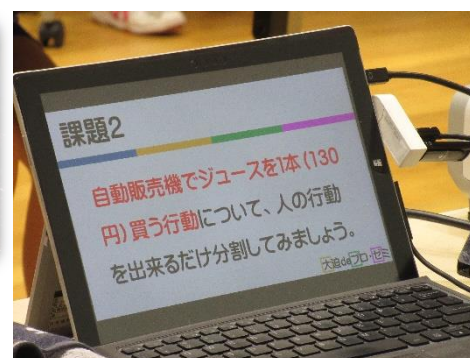 課題2
自動販売機でジュースを1本(130
円)買う行動について、人の行動
を出来るだけ分割してみましょう。
大迫deプロ・ゼミ